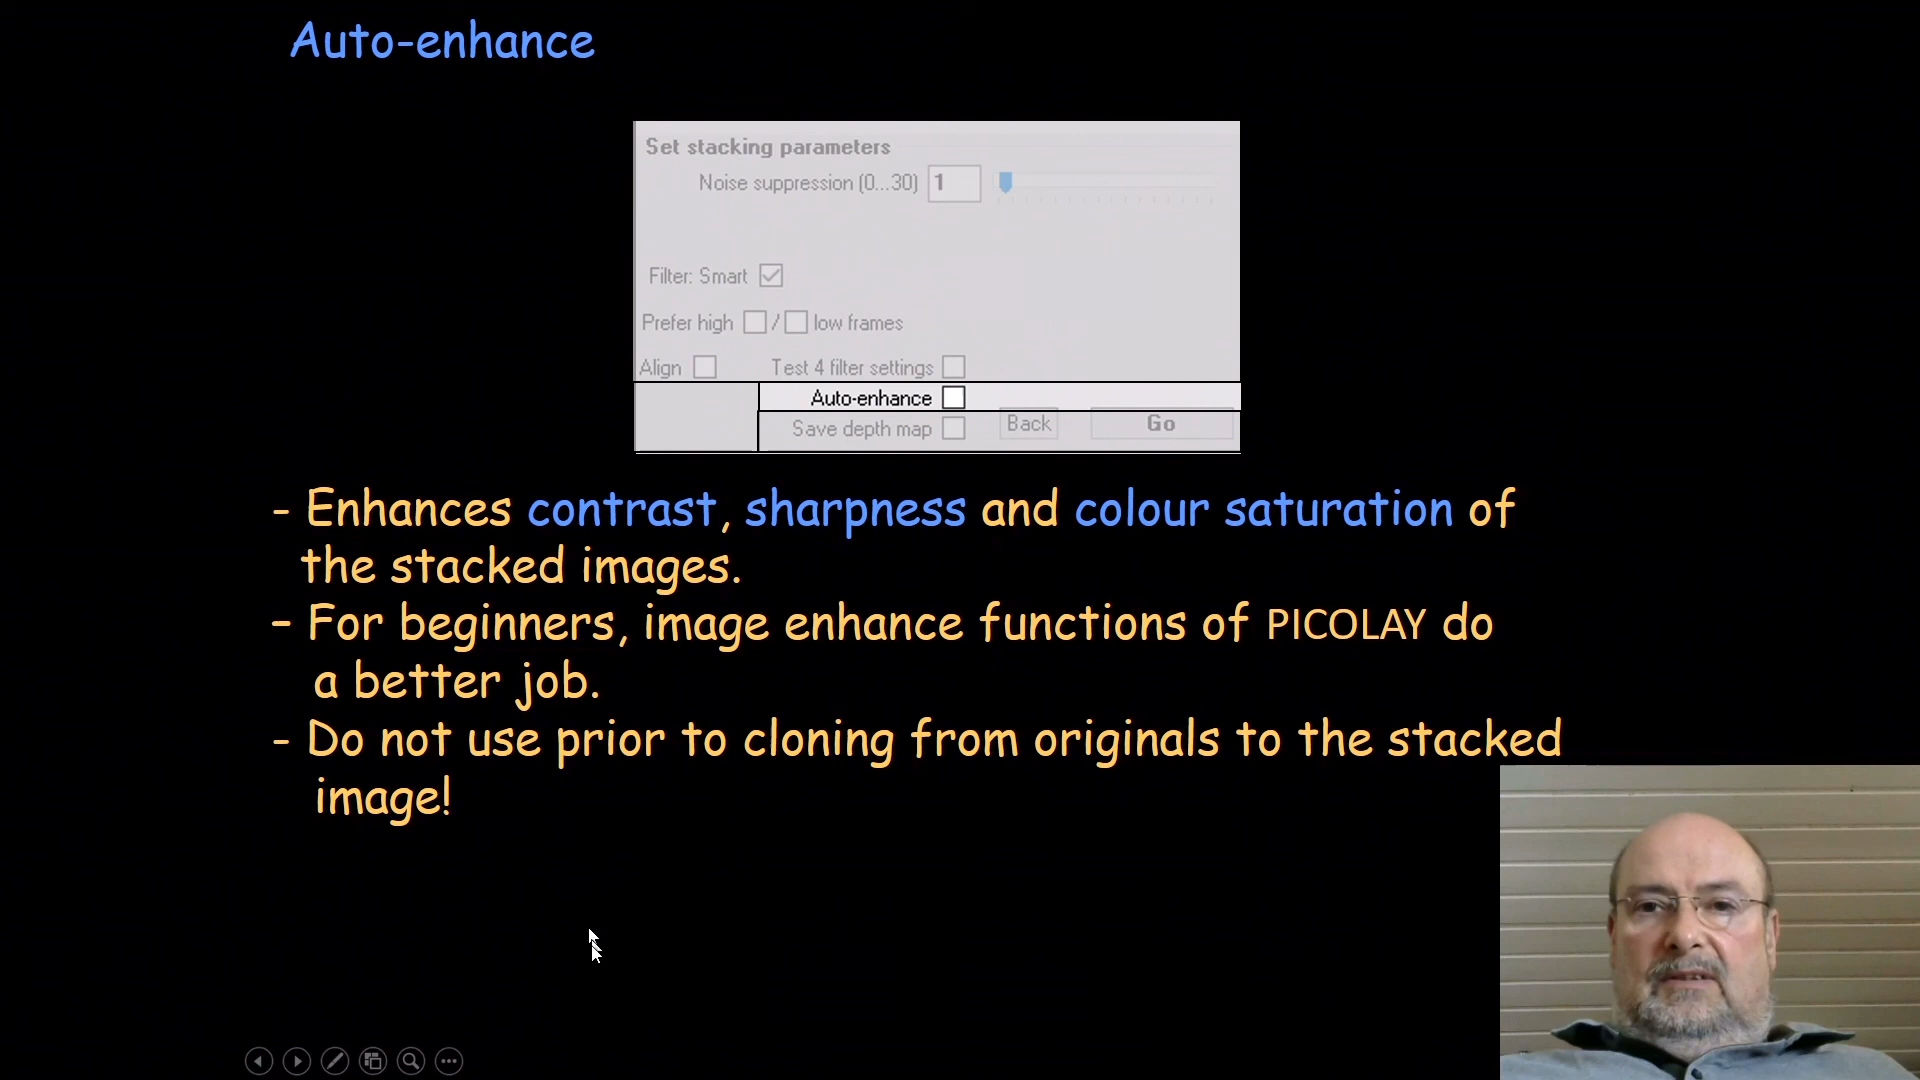 Auto-enhance
Set stacking parameters
Noise suppression (0...30) 1
Filter: Smart
Prefer high / low frames
Align Test 4 filter settings
Auto-enhance
Save depth map Back Go
- Enhances contrast, sharpness and colour saturation of
the stacked images.
– For beginners, image enhance functions of PICOLAY do
a better job.
- Do not use prior to cloning from originals to the stacked
image!